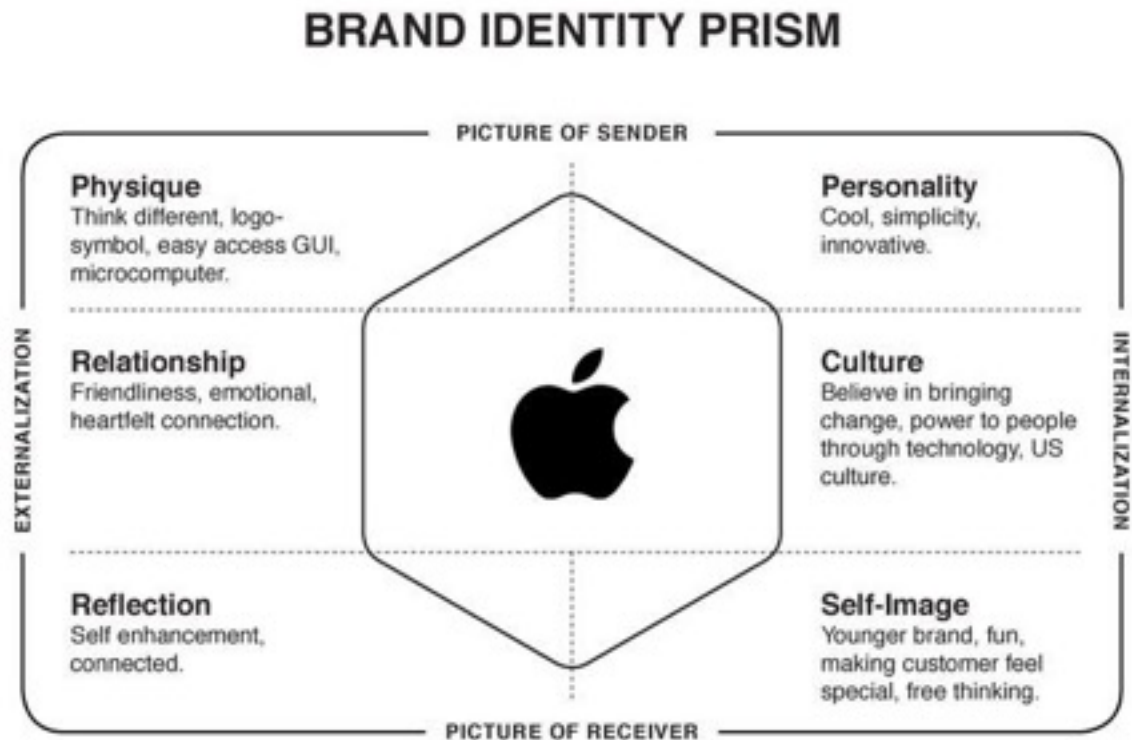 BRAND IDENTITY PRISM
PICTURE OF SENDER
Physique
Think different, logo-
symbol, easy access GUI,
microcomputer.
Personality
Cool, simplicity,
innovative.
EXTERNALIZATION
Relationship
Friendliness, emotional,
heartfelt connection.
Culture
Believe in bringing
change, power to people
through technology, US
culture.
INTERNALIZATION
Reflection
Self enhancement,
connected.
Self-Image
Younger brand, fun,
making customer feel
special, free thinking.
PICTURE OF RECEIVER